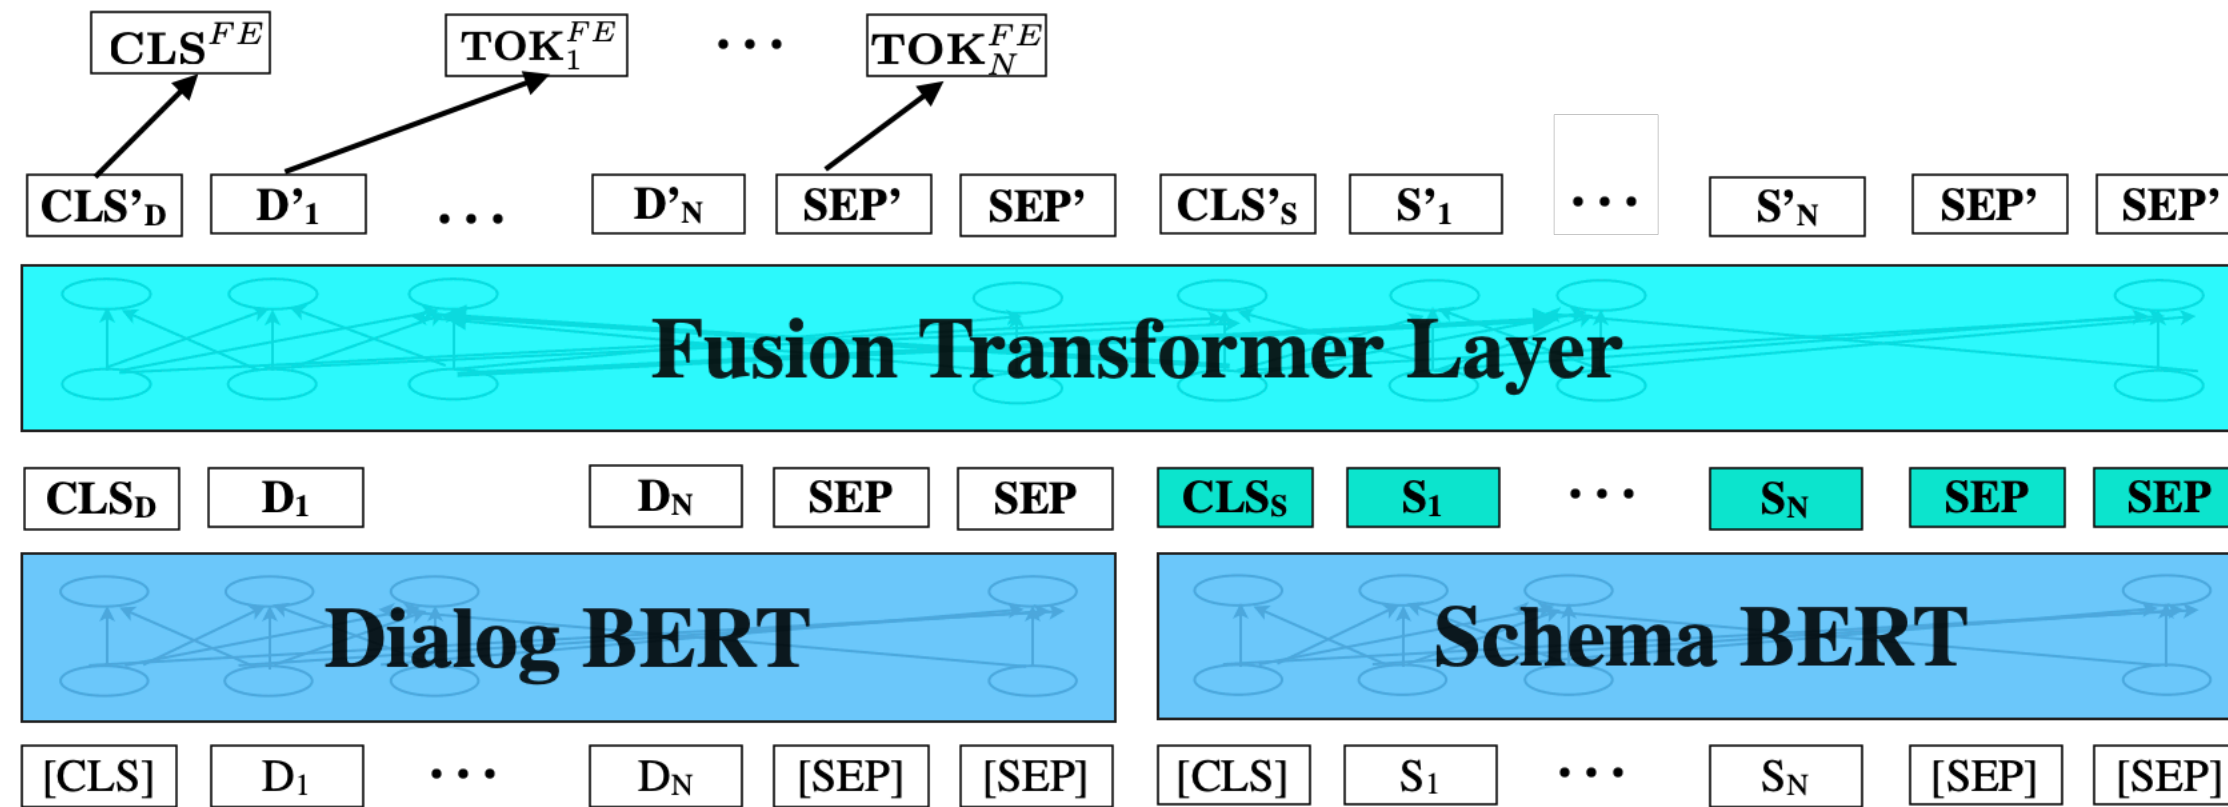 CLS^FE TOK_1^FE ... TOK_N^FE
CLS'_D D'_1 ... D'_N SEP' SEP' CLS'_S S'_1 ... S'_N SEP' SEP'
Fusion Transformer Layer
CLS_D D_1 D_N SEP SEP CLS_S S_1 ... S_N SEP SEP
Dialog BERT Schema BERT
[CLS] D_1 ... D_N [SEP] [SEP] [CLS] S_1 ... S_N [SEP] [SEP]